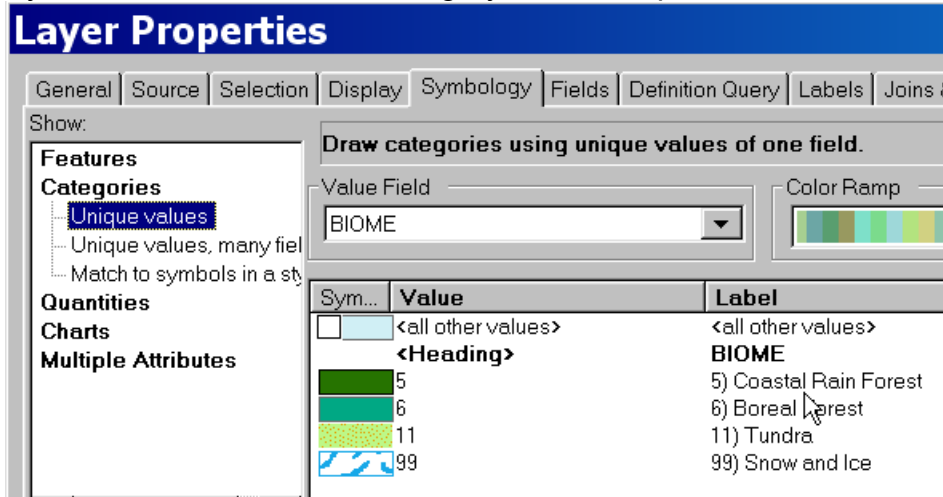 Layer Properties
General Source Selection Display Symbology Fields Definition Query Labels Joins &
Show:
Features
Categories
Unique values
Unique values, many fiel
Match to symbols in a sty
Quantities
Charts
Multiple Attributes
Draw categories using unique values of one field.
Value Field
BIOME
Color Ramp
Sym... Value Label
<all other values> <all other values>
<Heading> BIOME
5 5) Coastal Rain Forest
6 6) Boreal Forest
11 11) Tundra
99 99) Snow and Ice